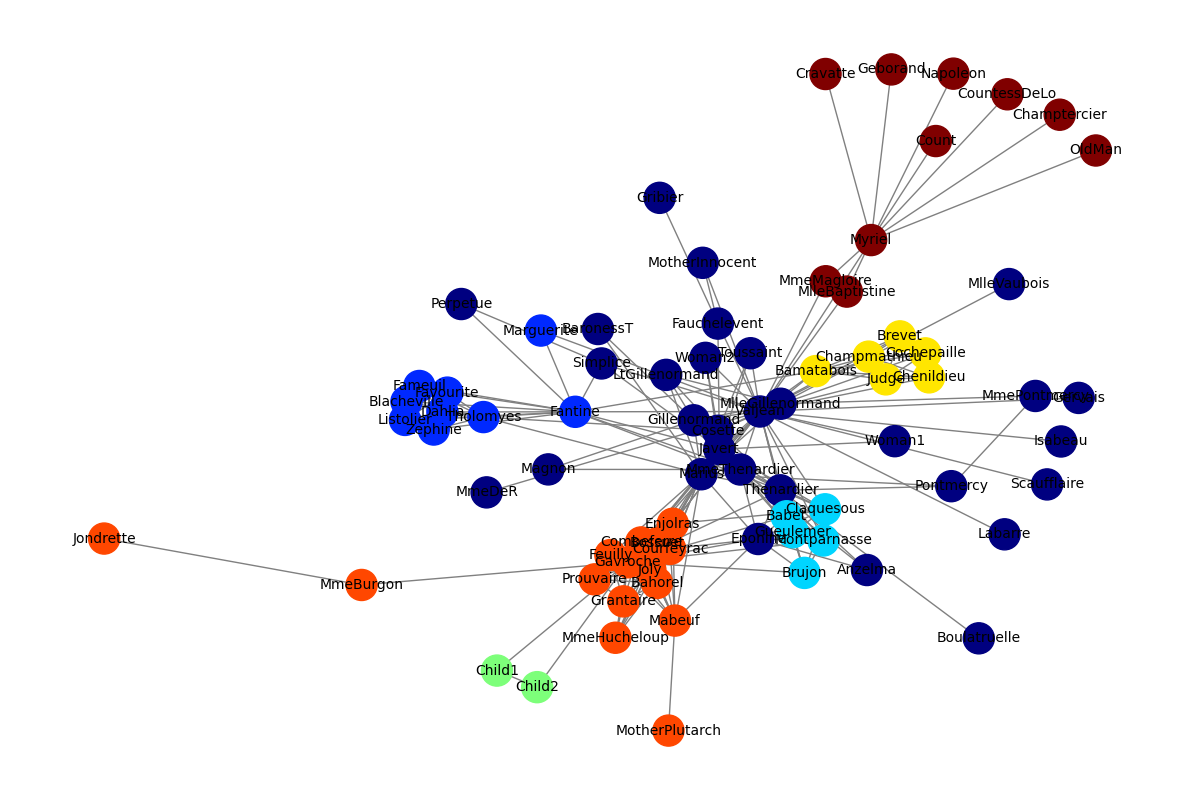 Cravatte
Geborand
Napoleon
CountessDeLo
Champtercier
Count
OldMan
Gribier
Myriel
MotherInnocent
MmeMagloire
MlleBaptistine
MlleVaubois
Perpetue
Marguerite
BaronessT
Fauchelevent
Brevet
Simplice
Woman2
Toussaint
Champmathieu
Cochepaille
LtGillenormand
Bamatabois
Judge
Chenildieu
Fameuil
Favourite
Blacheville
Dahlia
Listolier
Tholomyes
Zephine
Fantine
MlleGillenormand
Valjean
Gillenormand
Cosette
MmePontmercy
Gervais
Javert
Woman1
Isabeau
Magnon
Marius
MmeThenardier
MmeDeR
Thenardier
Pontmercy
Scaufflaire
Claquesous
Babet
Enjolras
Gueulemer
Labarre
Jondrette
Combeferre
Bossuet
Eponine
Montparnasse
Courfeyrac
Feuilly
Gavroche
Joly
Brujon
Anzelma
MmeBurgon
Prouvaire
Bahorel
Grantaire
Mabeuf
MmeHucheloup
Boulatruelle
Child1
Child2
MotherPlutarch